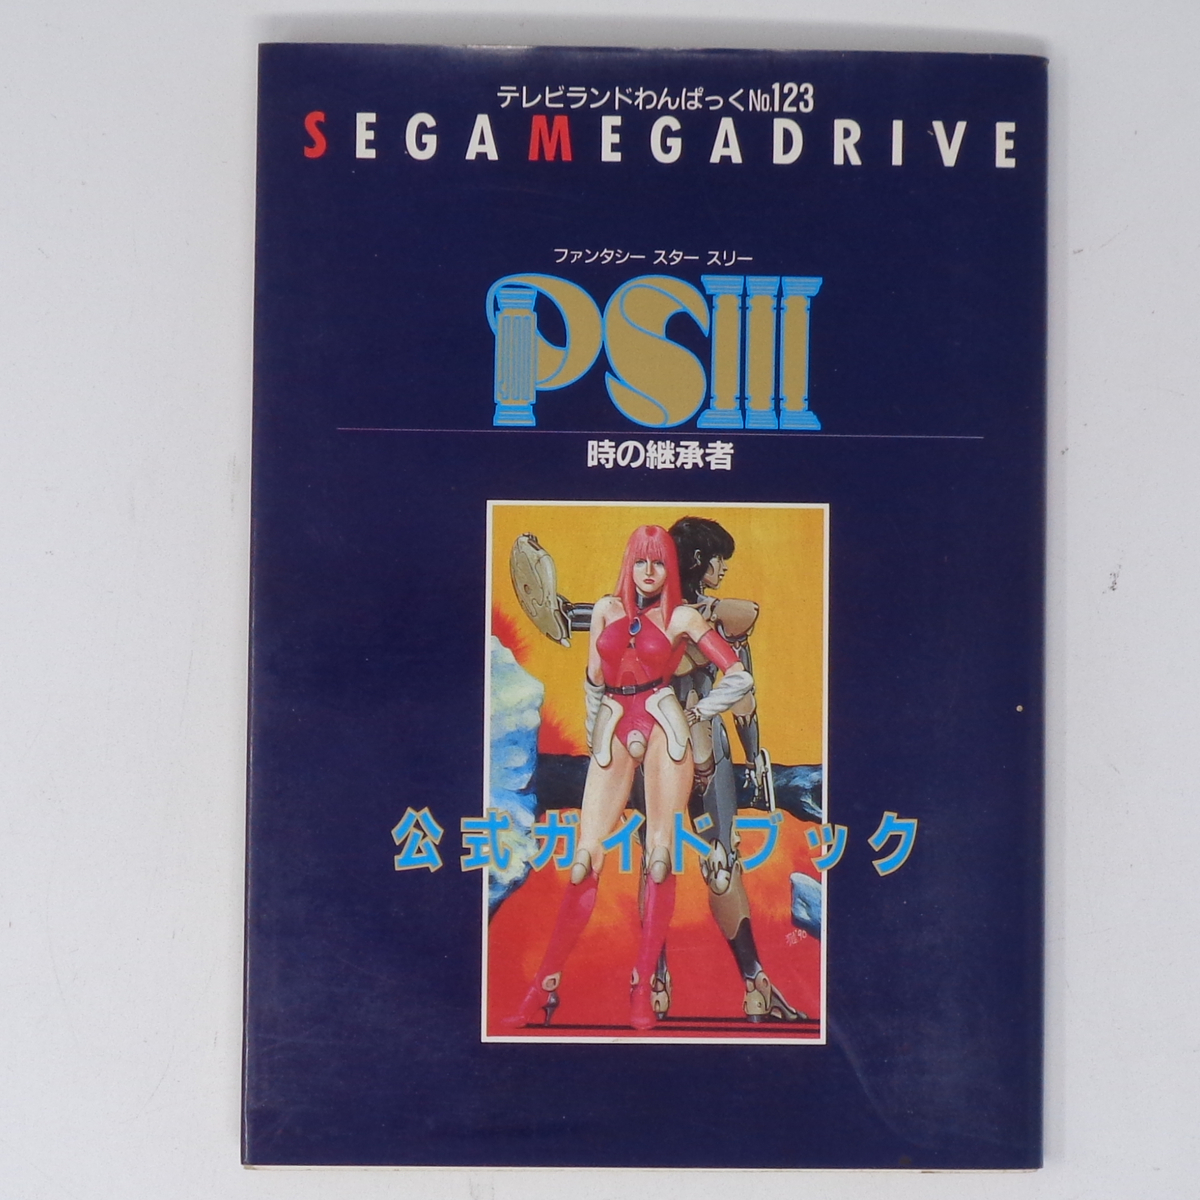 テレビランドわんぱっくNo.123
SEGA MEGADRIVE
ファンタシー スター スリー
PSIII
時の継承者
公式ガイドブック